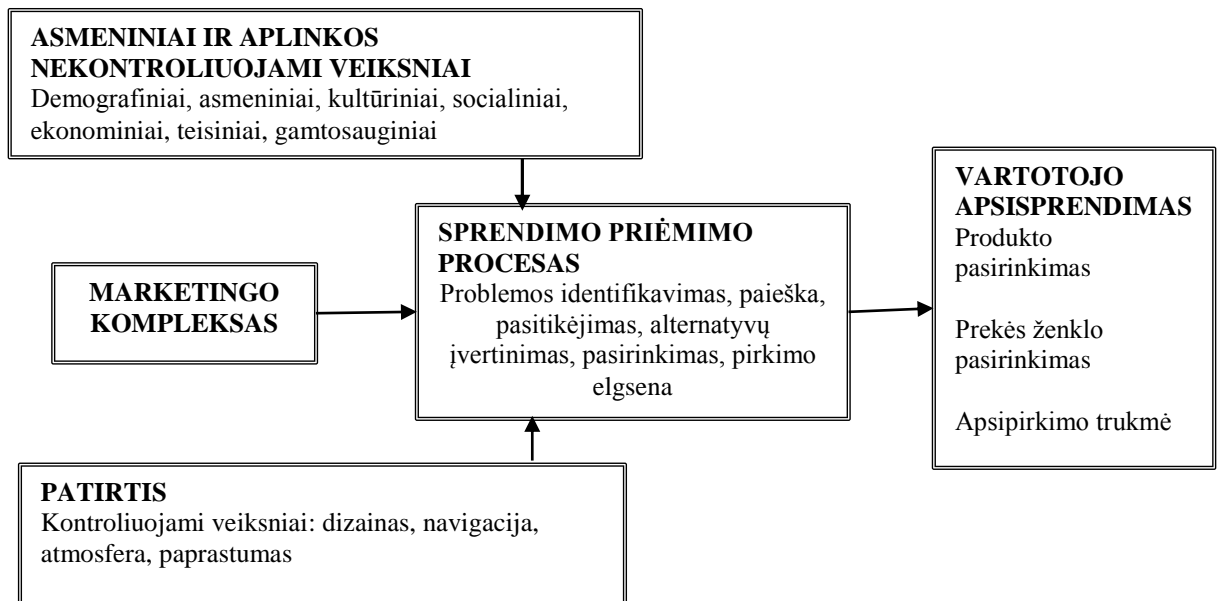 ASMENINIAI IR APLINKOS
NEKONTROLIUOJAMI VEIKSNIAI
Demografiniai, asmeniniai, kultūriniai, socialiniai,
ekonominiai, teisiniai, gamtosauginiai
MARKETINGO
KOMPLEKSAS
SPRENDIMO PRIĖMIMO
PROCESAS
Problemos identifikavimas, paieška,
pasitikėjimas, alternatyvų
įvertinimas, pasirinkimas, pirkimo
elgsena
VARTOTOJO
APSISPRENDIMAS
Produkto
pasirinkimas
Prekės ženklo
pasirinkimas
Apsipirkimo trukmė
PATIRTIS
Kontroliuojami veiksniai: dizainas, navigacija,
atmosfera, paprastumas